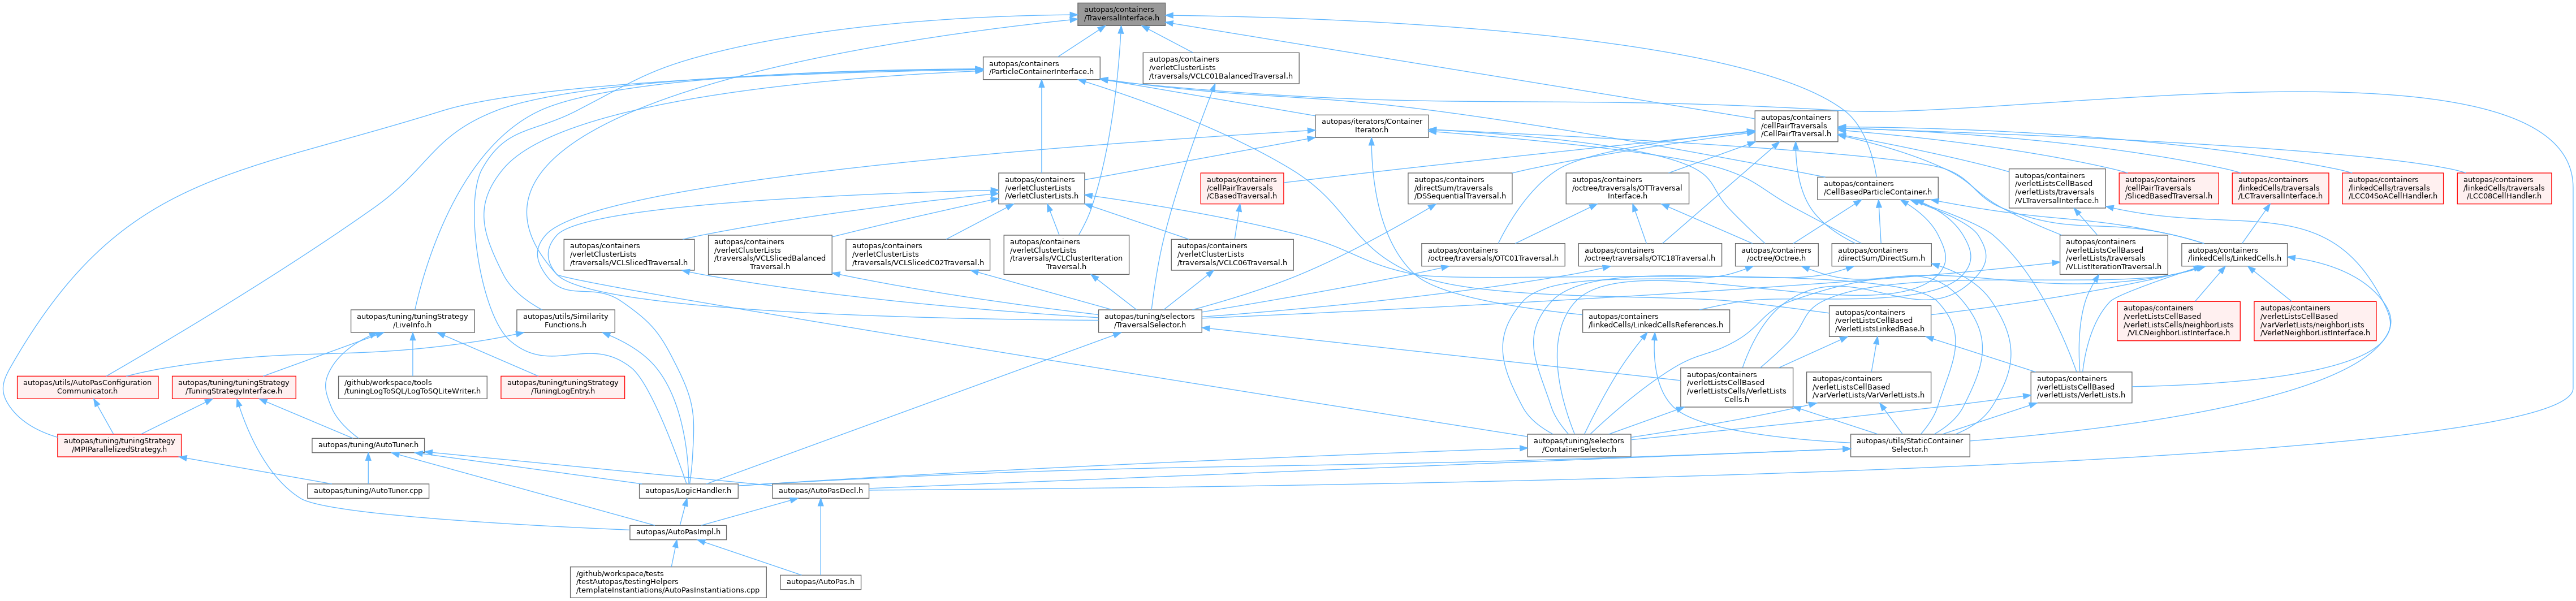 autopas/containers
/TraversalInterface.h
autopas/containers
/ParticleContainerInterface.h
autopas/containers
/verletClusterLists
/traversals/VCLC01BalancedTraversal.h
autopas/iterators/Container
Iterator.h
autopas/containers
/cellPairTraversals
/CellPairTraversal.h
autopas/containers
/verletClusterLists
/VerletClusterLists.h
autopas/containers
/cellPairTraversals
/CBasedTraversal.h
autopas/containers
/directSum/traversals
/DSSequentialTraversal.h
autopas/containers
/octree/traversals/OTTraversal
Interface.h
autopas/containers
/CellBasedParticleContainer.h
autopas/containers
/verletListsCellBased
/verletLists/traversals
/VLTraversalInterface.h
autopas/containers
/cellPairTraversals
/SlicedBasedTraversal.h
autopas/containers
/linkedCells/traversals
/LCTraversalInterface.h
autopas/containers
/linkedCells/traversals
/LCC04SoACellHandler.h
autopas/containers
/linkedCells/traversals
/LCC08CellHandler.h
autopas/containers
/verletClusterLists
/traversals/VCLSlicedTraversal.h
autopas/containers
/verletClusterLists
/traversals/VCLSlicedBalanced
Traversal.h
autopas/containers
/verletClusterLists
/traversals/VCLSlicedC02Traversal.h
autopas/containers
/verletClusterLists
/traversals/VCLClusterIteration
Traversal.h
autopas/containers
/verletClusterLists
/traversals/VCLC06Traversal.h
autopas/containers
/octree/traversals/OTC01Traversal.h
autopas/containers
/octree/traversals/OTC18Traversal.h
autopas/containers
/octree/Octree.h
autopas/containers
/directSum/DirectSum.h
autopas/containers
/verletListsCellBased
/verletLists/traversals
/VLListIterationTraversal.h
autopas/containers
/linkedCells/LinkedCells.h
autopas/tuning/tuningStrategy
/LiveInfo.h
autopas/utils/Similarity
Functions.h
autopas/tuning/selectors
/TraversalSelector.h
autopas/containers
/linkedCells/LinkedCellsReferences.h
autopas/containers
/verletListsCellBased
/VerletListsLinkedBase.h
autopas/containers
/verletListsCellBased
/verletListsCells/neighborLists
/VLCNeighborListInterface.h
autopas/containers
/verletListsCellBased
/varVerletLists/neighborLists
/VerletNeighborListInterface.h
autopas/utils/AutoPasConfiguration
Communicator.h
autopas/tuning/tuningStrategy
/TuningStrategyInterface.h
/github/workspace/tools
/tuningLogToSQL/LogToSQLiteWriter.h
autopas/tuning/tuningStrategy
/TuningLogEntry.h
autopas/containers
/verletListsCellBased
/verletListsCells/VerletLists
Cells.h
autopas/containers
/verletListsCellBased
/varVerletLists/VarVerletLists.h
autopas/containers
/verletListsCellBased
/verletLists/VerletLists.h
autopas/tuning/tuningStrategy
/MPIParallelizedStrategy.h
autopas/tuning/AutoTuner.h
autopas/tuning/selectors
/ContainerSelector.h
autopas/utils/StaticContainer
Selector.h
autopas/tuning/AutoTuner.cpp
autopas/LogicHandler.h
autopas/AutoPasDecl.h
autopas/AutoPasImpl.h
/github/workspace/tests
/testAutopas/testingHelpers
/templateInstantiations/AutoPasInstantiations.cpp
autopas/AutoPas.h